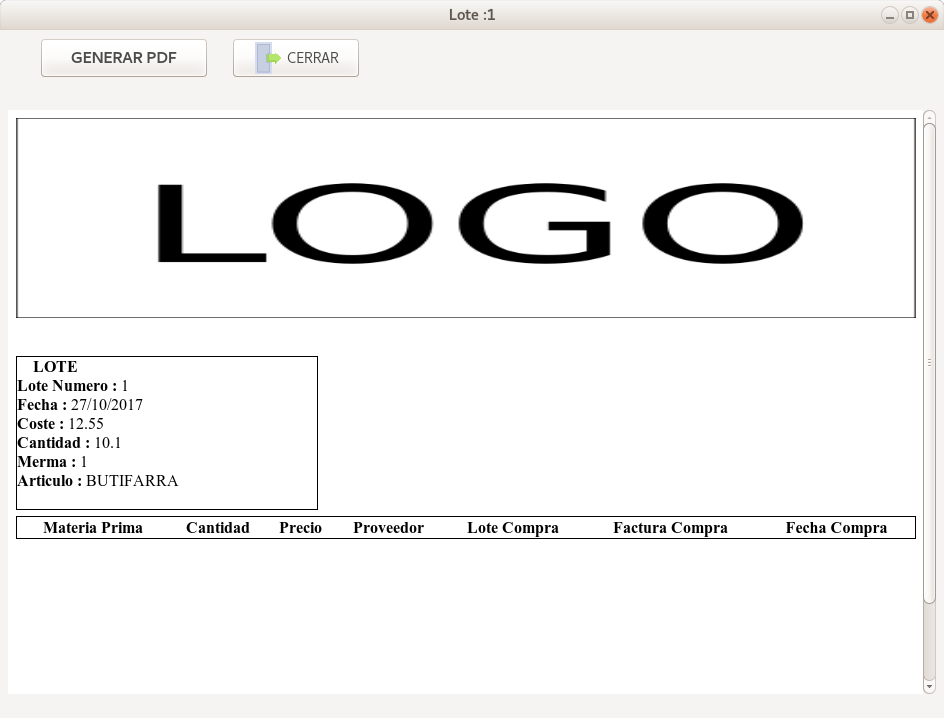 Lote :1
GENERAR PDF CERRAR
LOGO
LOTE
Lote Numero : 1
Fecha : 27/10/2017
Coste : 12.55
Cantidad : 10.1
Merma : 1
Articulo : BUTIFARRA
Materia Prima Cantidad Precio Proveedor Lote Compra Factura Compra Fecha Compra